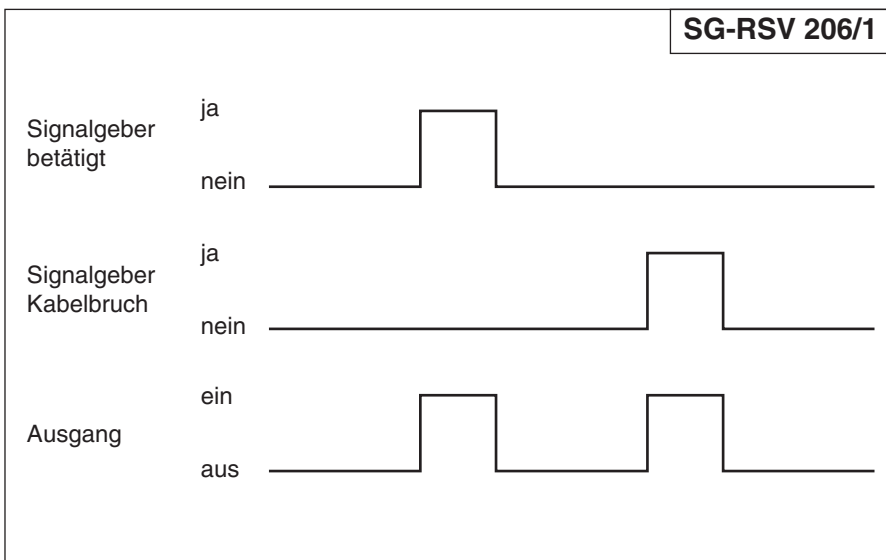 SG-RSV 206/1
ja
Signalgeber
betätigt
nein
ja
Signalgeber
Kabelbruch
nein
ein
Ausgang
aus